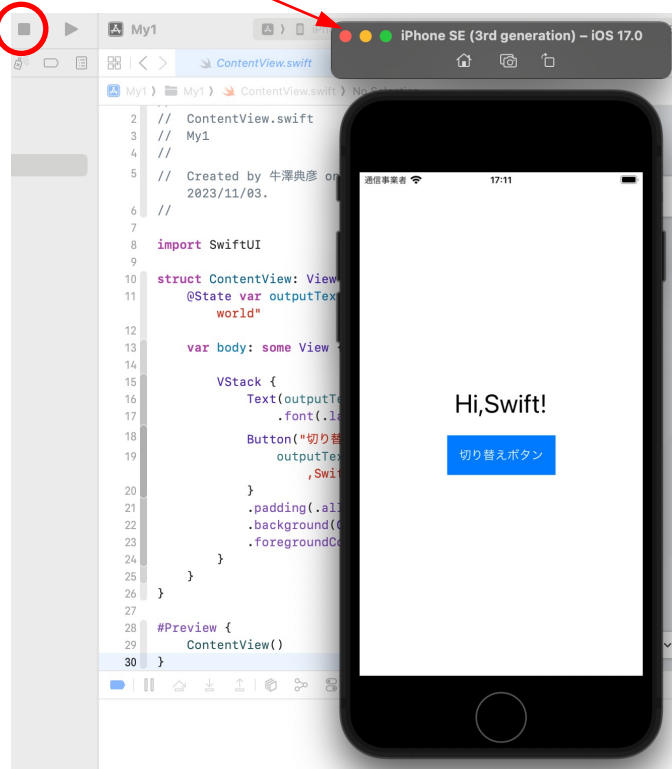 My1
iPhone SE (3rd generation) – iOS 17.0
ContentView.swift
My1 〉 My1 〉 ContentView.swift 〉 No Selection
2 // ContentView.swift
3 // My1
4 //
5 // Created by 牛澤典彦 on
2023/11/03.
6 //
7
8 import SwiftUI
9
10 struct ContentView: View
11 @State var outputTex
world"
12
13 var body: some View {
14
15 VStack {
16 Text(outputTe
17 .font(.la
18 Button("切り替
19 outputTex
,Swif
20 }
21 .padding(.all
22 .background(C
23 .foregroundCo
24 }
25 }
26 }
27
28 #Preview {
29 ContentView()
30 }
通信事業者 17:11
Hi,Swift!
切り替えボタン